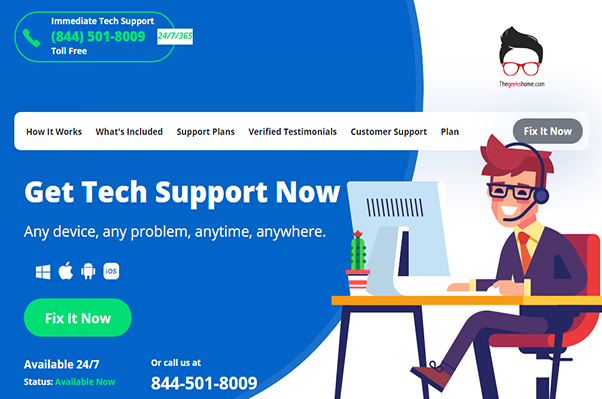 Immediate Tech Support
(844) 501-8009 24/7/365
Toll Free
Thegeekshome.com
How It Works What's Included Support Plans Verified Testimonials Customer Support Plan Fix It Now
Get Tech Support Now
Any device, any problem, anytime, anywhere.
iOS
Fix It Now
Available 24/7
Status: Available Now
Or call us at
844-501-8009